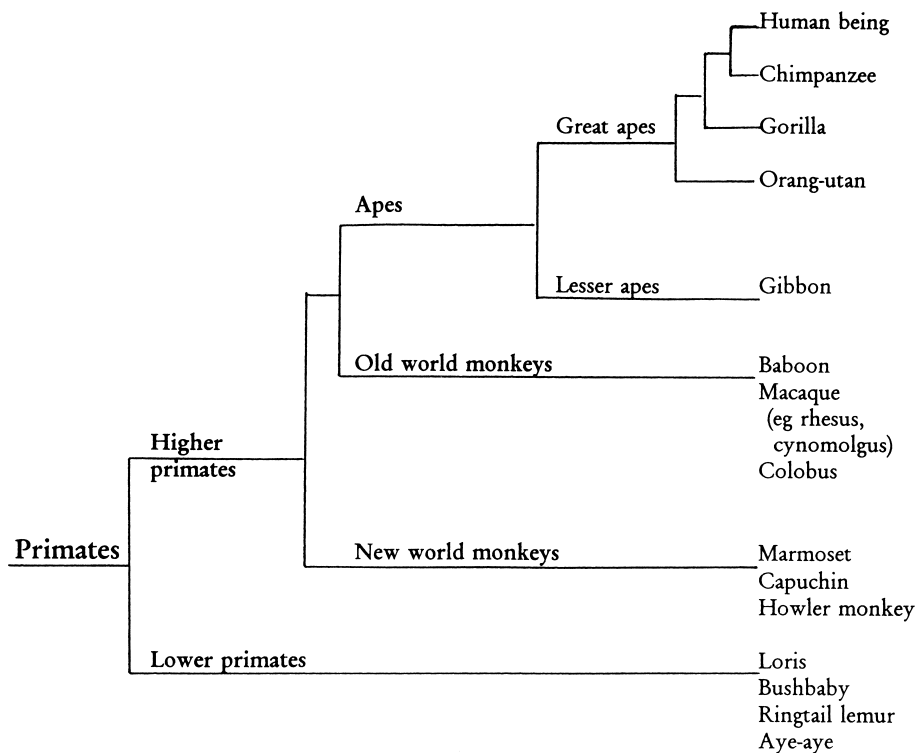 Human being
Chimpanzee
Great apes
Gorilla
Orang-utan
Apes
Lesser apes
Gibbon
Old world monkeys
Baboon
Macaque
(eg rhesus,
cynomolgus)
Colobus
Higher
primates
Primates
New world monkeys
Marmoset
Capuchin
Howler monkey
Lower primates
Loris
Bushbaby
Ringtail lemur
Aye-aye